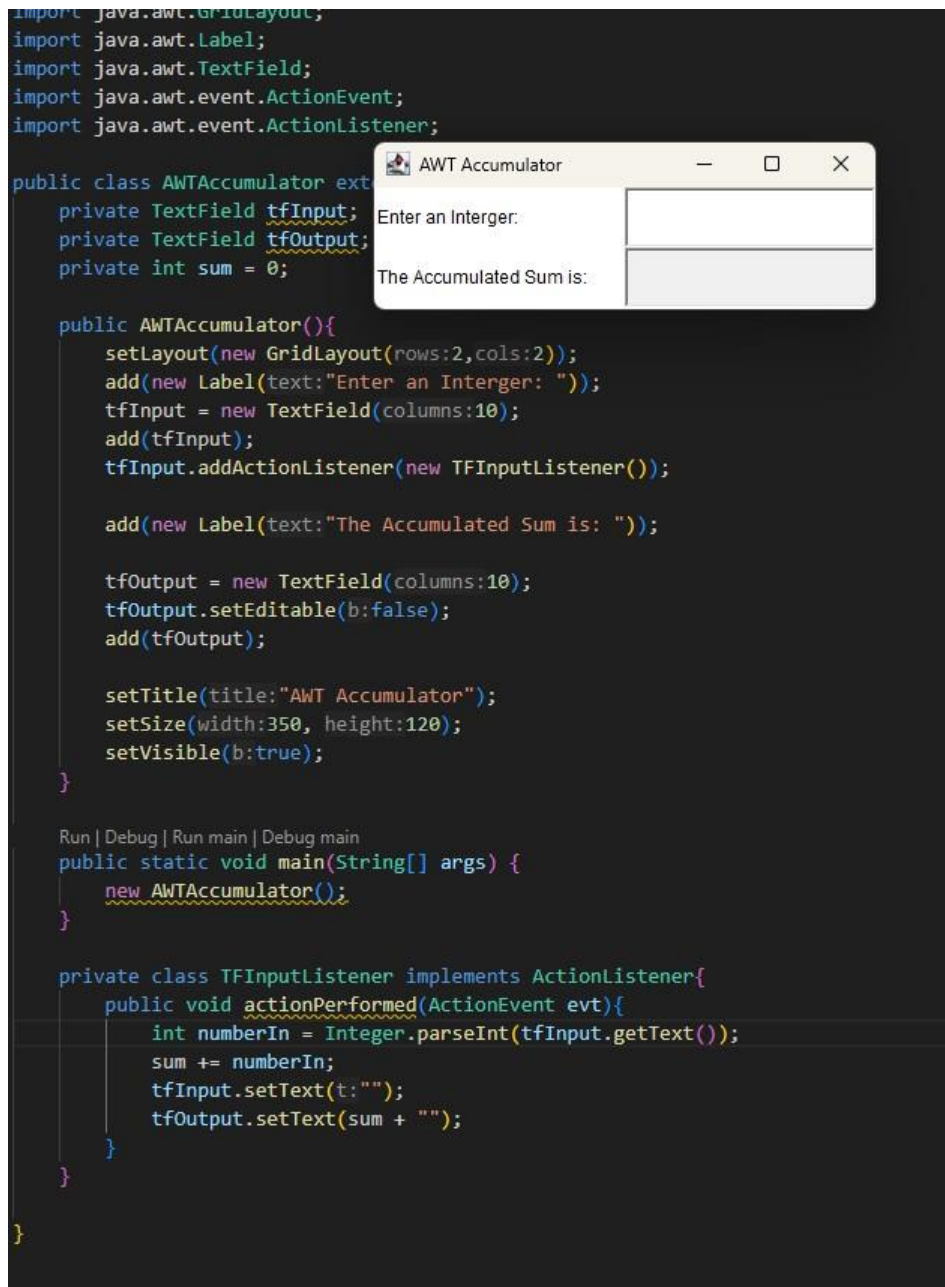 import java.awt.GridLayout;
import java.awt.Label;
import java.awt.TextField;
import java.awt.event.ActionEvent;
import java.awt.event.ActionListener;
AWT Accumulator
Enter an Interger:
The Accumulated Sum is:
public class AWTAccumulator exte
private TextField tfInput;
private TextField tfOutput;
private int sum = 0;
public AWTAccumulator(){
setLayout(new GridLayout(rows:2,cols:2));
add(new Label(text:"Enter an Interger: "));
tfInput = new TextField(columns:10);
add(tfInput);
tfInput.addActionListener(new TFInputListener());
add(new Label(text:"The Accumulated Sum is: "));
tfOutput = new TextField(columns:10);
tfOutput.setEditable(b:false);
add(tfOutput);
setTitle(title:"AWT Accumulator");
setSize(width:350, height:120);
setVisible(b:true);
}
Run | Debug | Run main | Debug main
public static void main(String[] args) {
new AWTAccumulator();
}
private class TFInputListener implements ActionListener{
public void actionPerformed(ActionEvent evt){
int numberIn = Integer.parseInt(tfInput.getText());
sum += numberIn;
tfInput.setText(t:"");
tfOutput.setText(sum + "");
}
}
}